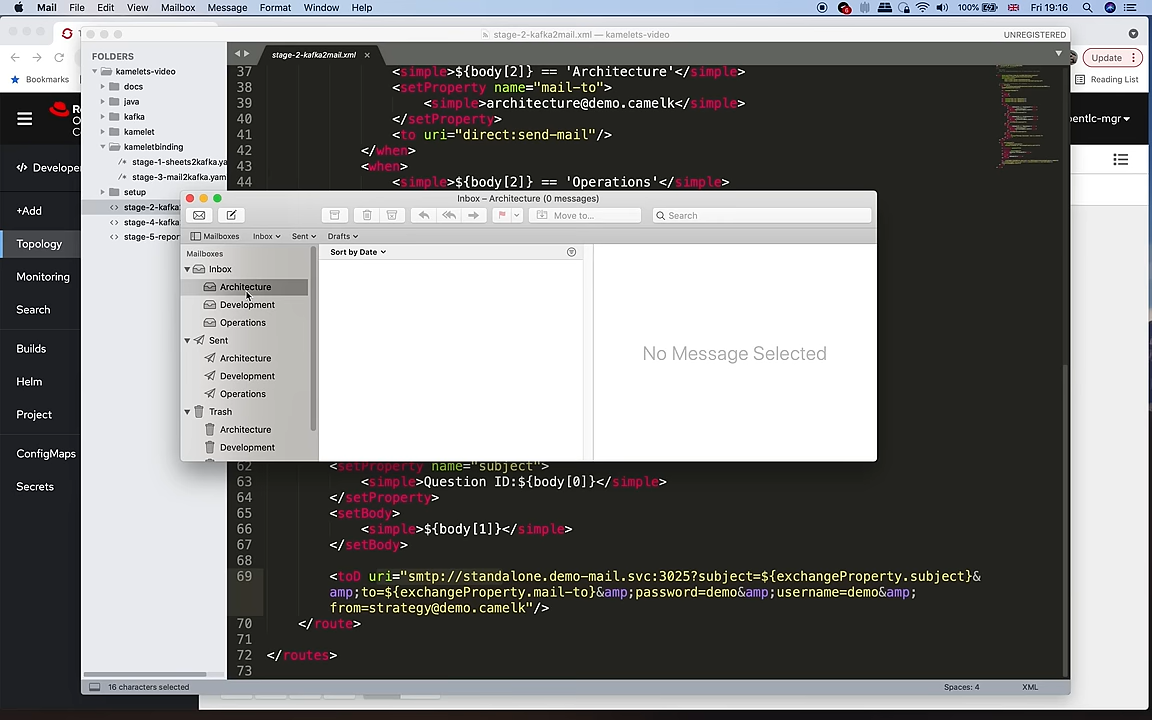 Mail File Edit View Mailbox Message Format Window Help
100% Fri 19:16
stage-2-kafka2mail.xml — kamelets-video
UNREGISTERED
Update
Bookmarks
Reading List
FOLDERS
kamelets-video
docs
java
kafka
kamelet
kameletbinding
stage-1-sheets2kafka.ya
stage-3-mail2kafka.yam
setup
stage-2-kafka
stage-4-kafka
stage-5-repor
stage-2-kafka2mail.xml
37 <simple>${body[2]} == 'Architecture'</simple>
38 <setProperty name="mail-to">
39 <simple>architecture@demo.camelk</simple>
40 </setProperty>
41 <to uri="direct:send-mail"/>
42 </when>
43 <when>
44 <simple>${body[2]} == 'Operations'</simple>
Inbox – Architecture (0 messages)
Move to...
Search
Mailboxes Inbox Sent Drafts
Mailboxes
Inbox
Architecture
Development
Operations
Sent
Architecture
Development
Operations
Trash
Architecture
Development
Sort by Date
No Message Selected
62 <setProperty name="subject">
63 <simple>Question ID:${body[0]}</simple>
64 </setProperty>
65 <setBody>
66 <simple>${body[1]}</simple>
67 </setBody>
68
69 <toD uri="smtp://standalone.demo-mail.svc:3025?subject=${exchangeProperty.subject}&
amp;to=${exchangeProperty.mail-to}&amp;password=demo&amp;username=demo&amp;
from=strategy@demo.camelk"/>
70 </route>
71
72 </routes>
73
16 characters selected
Spaces: 4
XML
Re
O
C
Develope
+Add
Topology
Monitoring
Search
Builds
Helm
Project
ConfigMaps
Secrets
pentlc-mgr